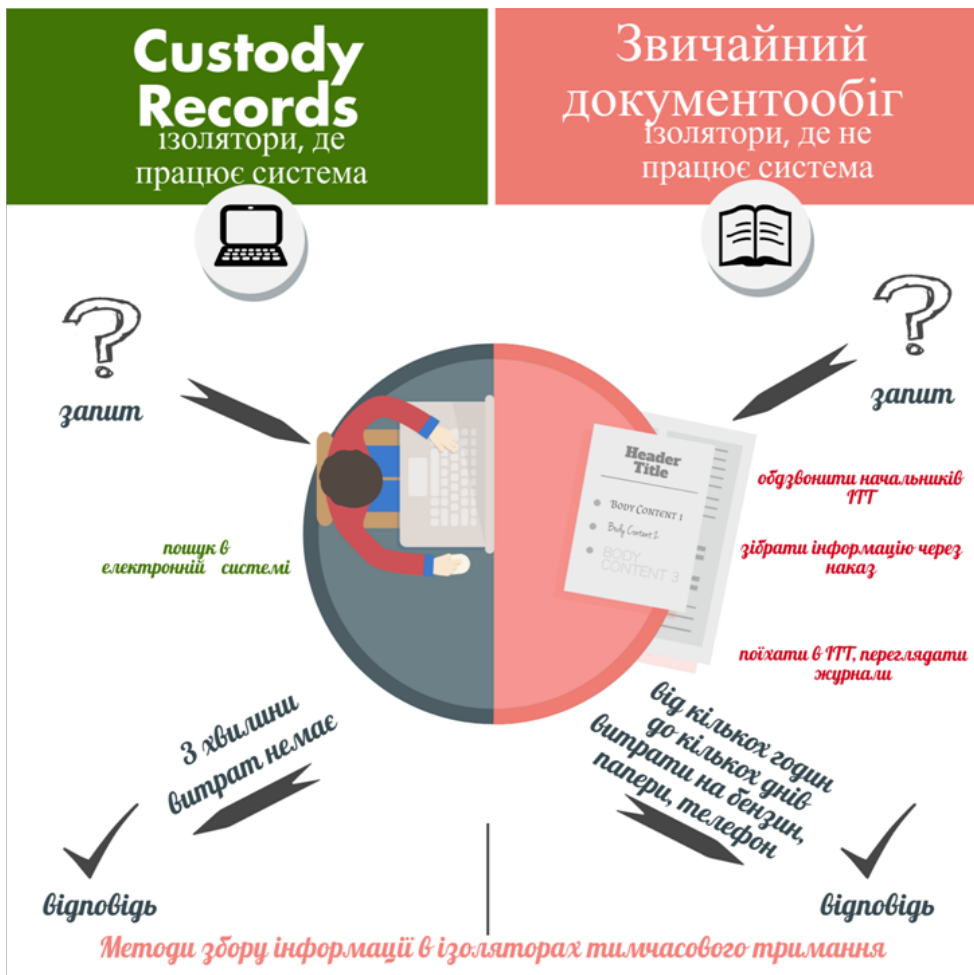 Custody
Records
ізолятори, де
працює система
Звичайний
документообіг
ізолятори, де не
працює система
запит
пошук в
електронній системі
3 хвилини
витрат немає
відповідь
запит
Header
Title
Body Content 1
Body Content 2
Body
Content 3
обдзвонити начальників
ІТТ
зібрати інформацію через
наказ
поїхати в ІТТ, переглядати
журнали
від кількох годин
до кількох днів
витрати на бензин,
папери, телефон
відповідь
Методи збору інформації в ізоляторах тимчасового тримання